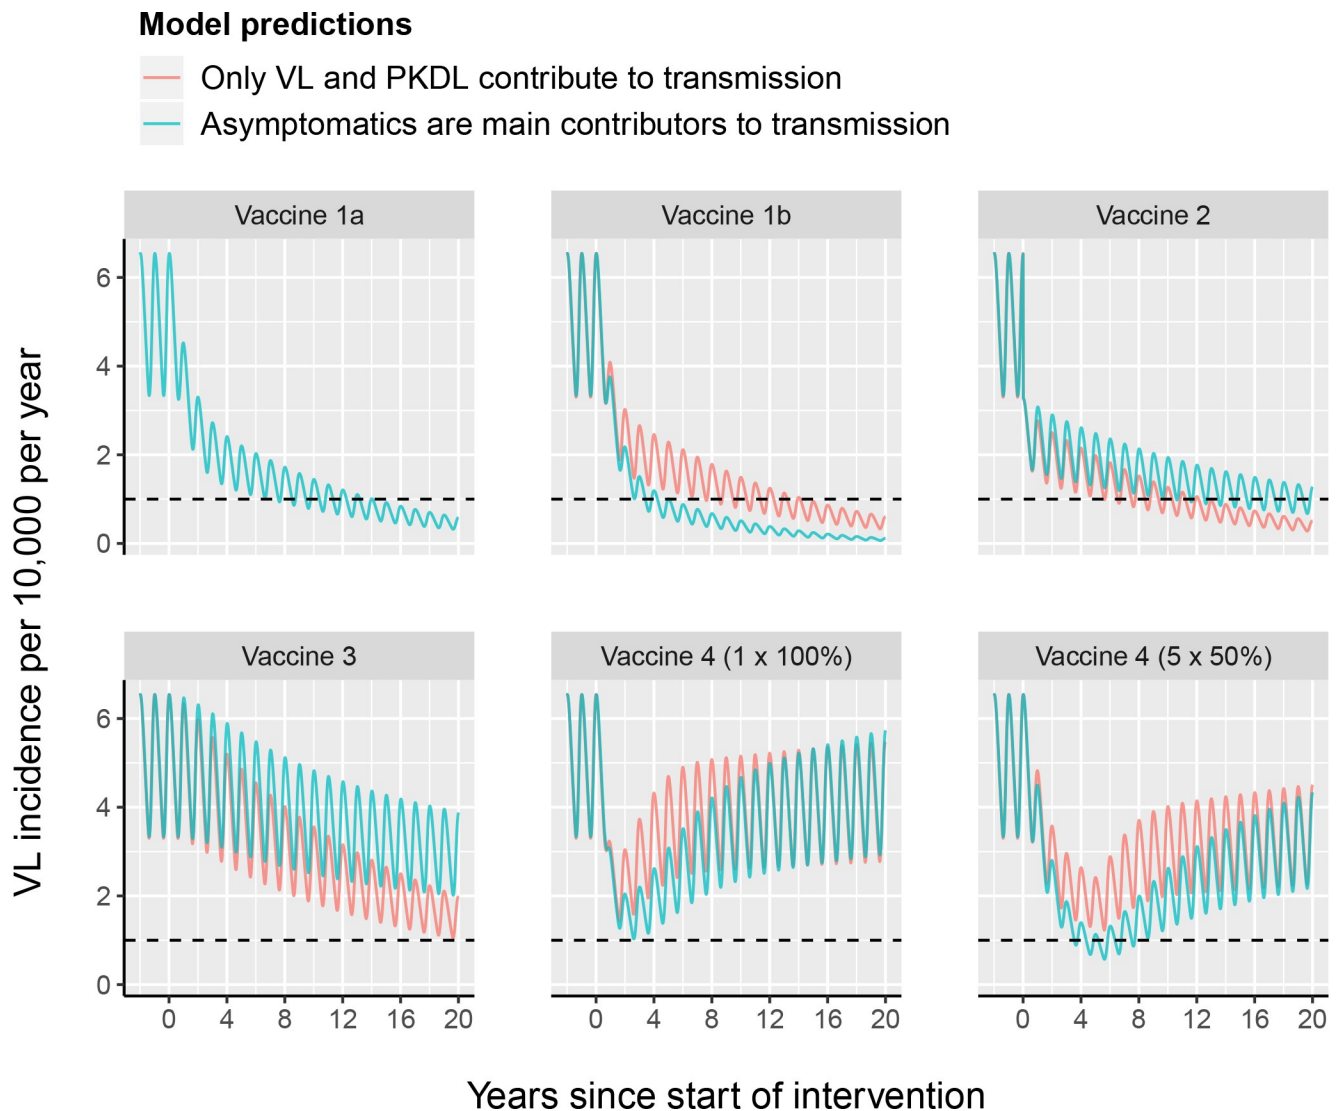 Model predictions
Only VL and PKDL contribute to transmission
Asymptomatics are main contributors to transmission
Vaccine 1a
Vaccine 1b
Vaccine 2
6
4
2
0
VL incidence per 10,000 per year
Vaccine 3
Vaccine 4 (1 x 100%)
Vaccine 4 (5 x 50%)
6
4
2
0
0 4 8 12 16 20
0 4 8 12 16 20
0 4 8 12 16 20
Years since start of intervention